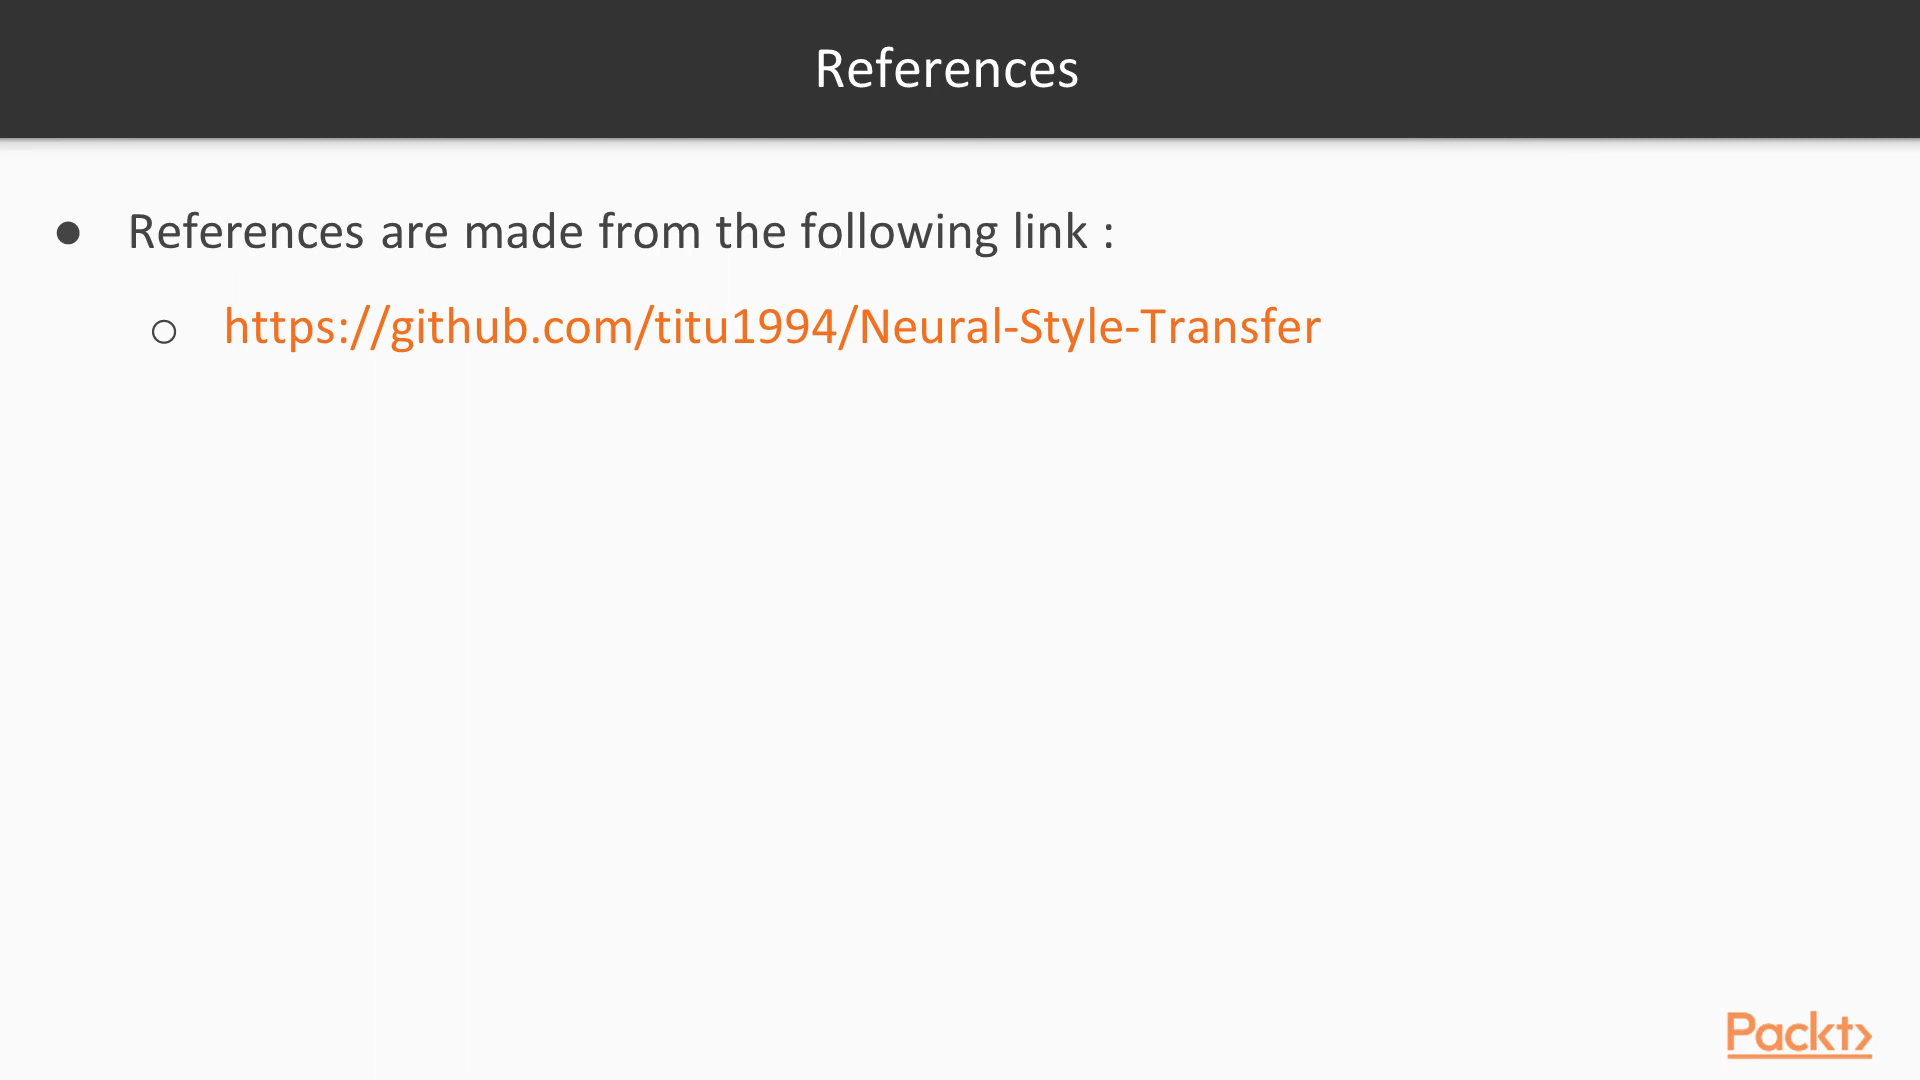 References
● References are made from the following link :
○ https://github.com/titu1994/Neural-Style-Transfer
Packt>